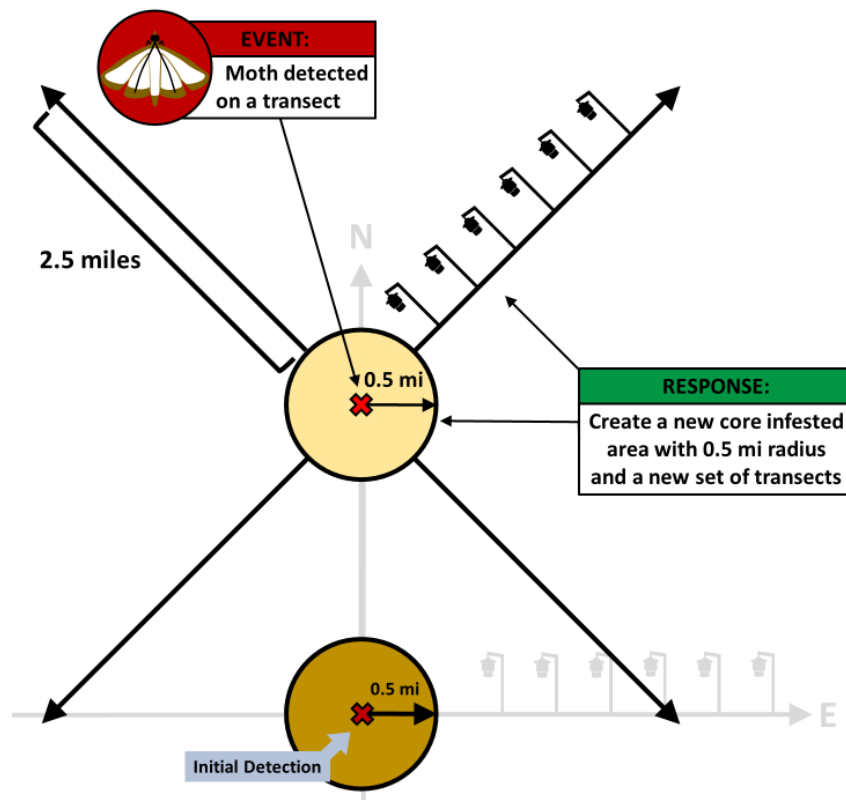 EVENT:
Moth detected
on a transect
2.5 miles
N
0.5 mi
RESPONSE:
Create a new core infested
area with 0.5 mi radius
and a new set of transects
0.5 mi
E
Initial Detection